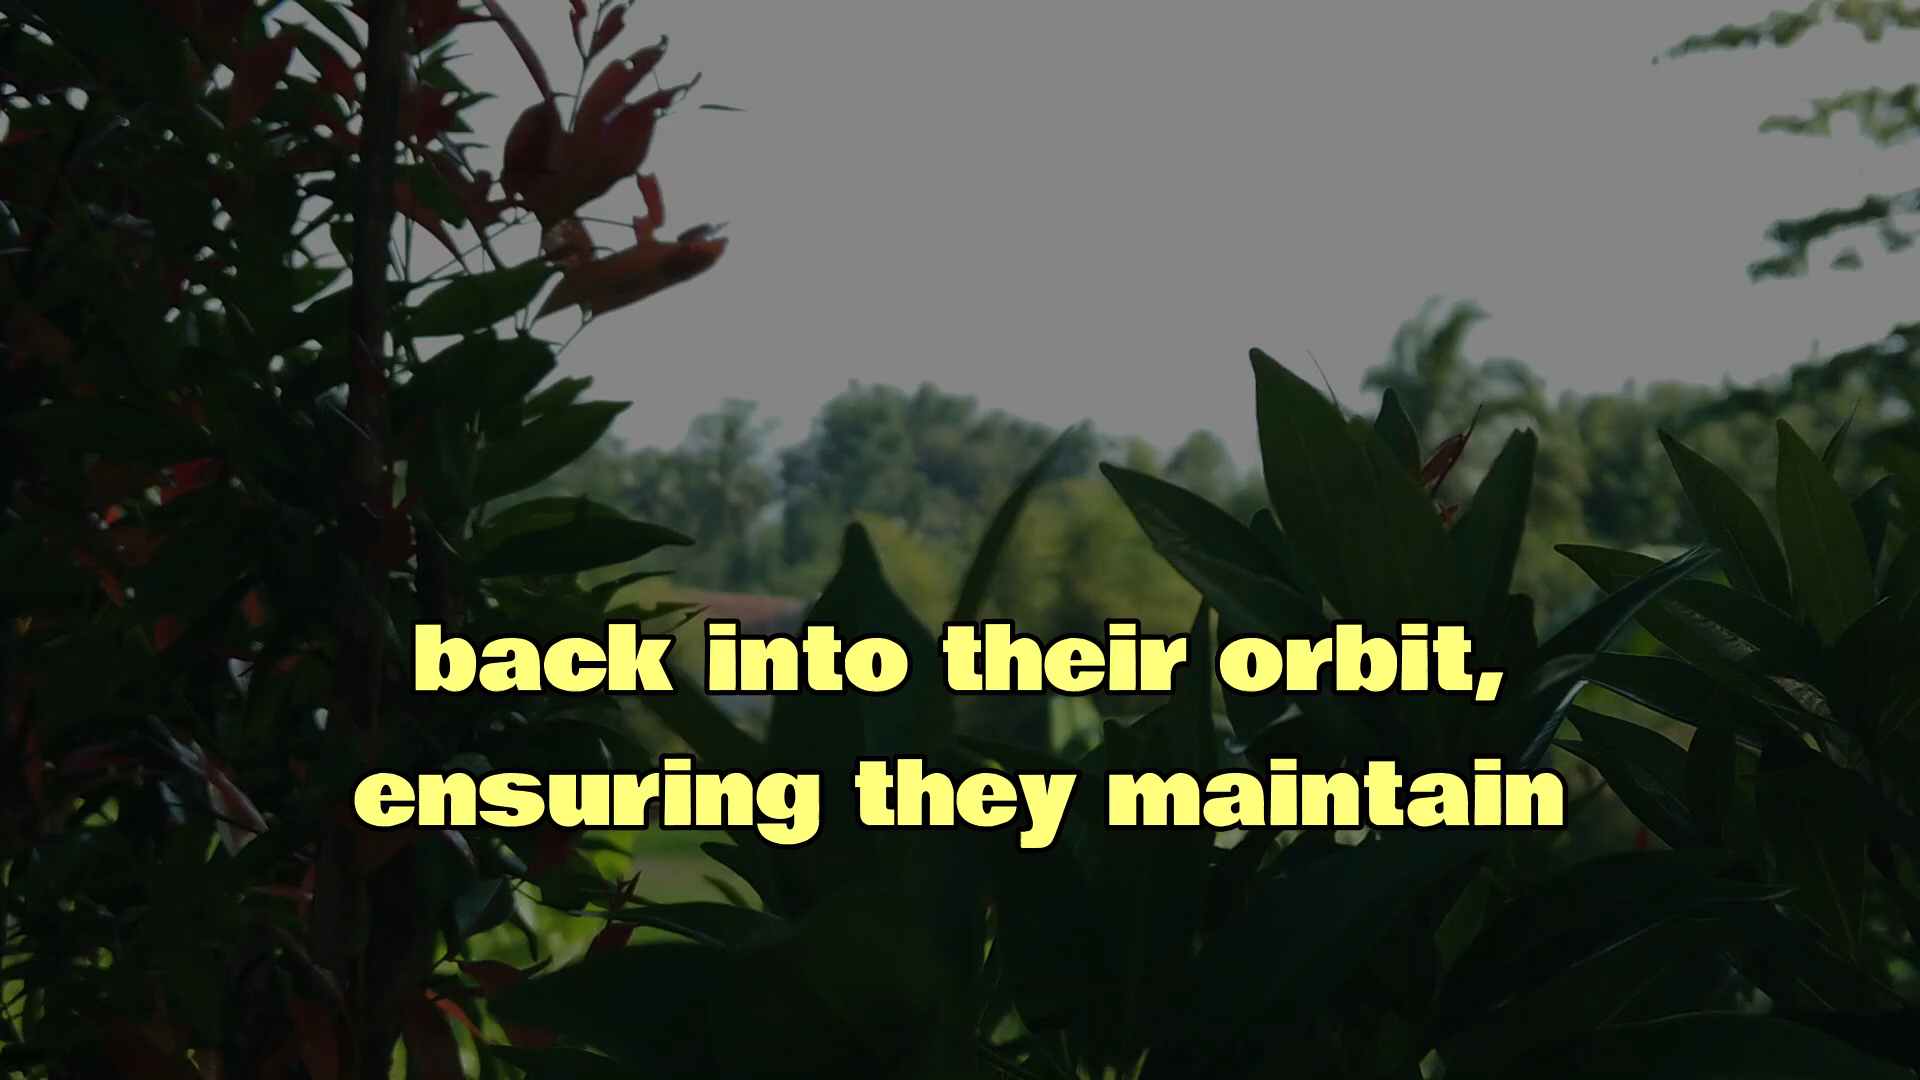 back into their orbit,
ensuring they maintain